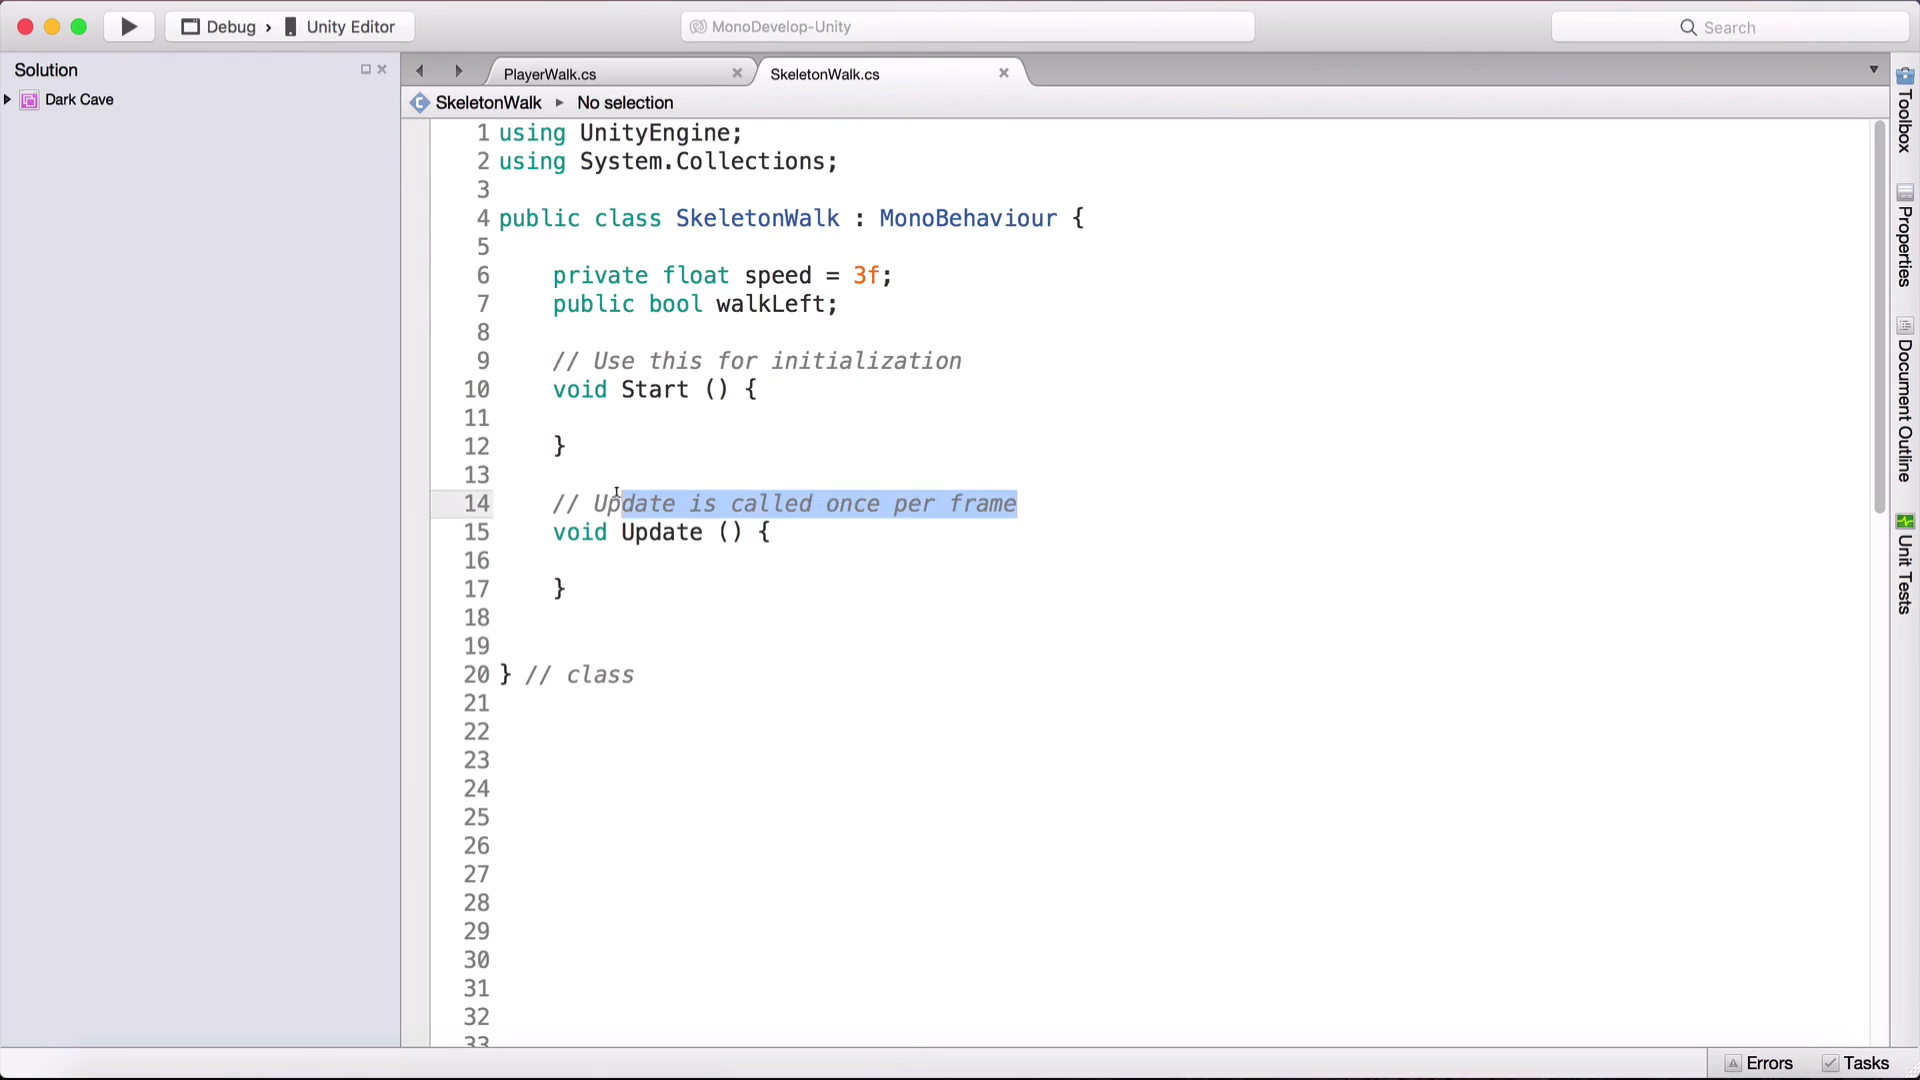 Debug › Unity Editor
MonoDevelop-Unity
Search
Solution
Dark Cave
PlayerWalk.cs
SkeletonWalk.cs
SkeletonWalk
No selection
1 using UnityEngine;
2 using System.Collections;
3
4 public class SkeletonWalk : MonoBehaviour {
5
6 private float speed = 3f;
7 public bool walkLeft;
8
9 // Use this for initialization
10 void Start () {
11
12 }
13
14 // Update is called once per frame
15 void Update () {
16
17 }
18
19
20 } // class
21
22
23
24
25
26
27
28
29
30
31
32
33
Toolbox
Properties
Document Outline
Unit Tests
Errors
Tasks